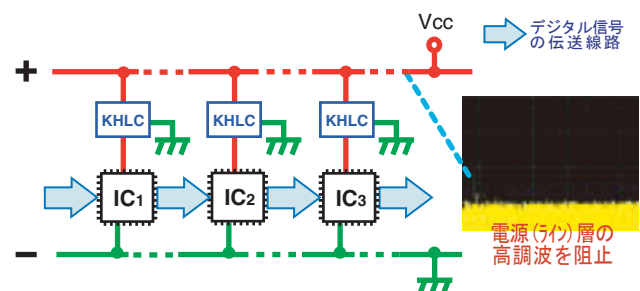 Vcc
デジタル信号
の伝送線路
+
KHLC
KHLC
KHLC
IC1
IC2
IC3
−
電源(ライン)層の
高調波を阻止